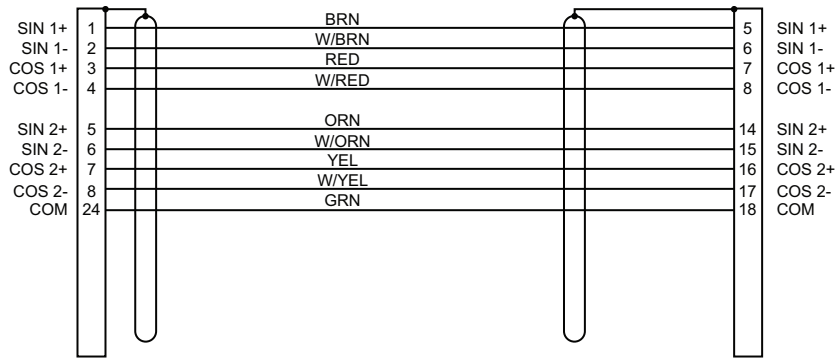 SIN 1+ 1 BRN 5 SIN 1+
SIN 1- 2 W/BRN 6 SIN 1-
COS 1+ 3 RED 7 COS 1+
COS 1- 4 W/RED 8 COS 1-
SIN 2+ 5 ORN 14 SIN 2+
SIN 2- 6 W/ORN 15 SIN 2-
COS 2+ 7 YEL 16 COS 2+
COS 2- 8 W/YEL 17 COS 2-
COM 24 GRN 18 COM